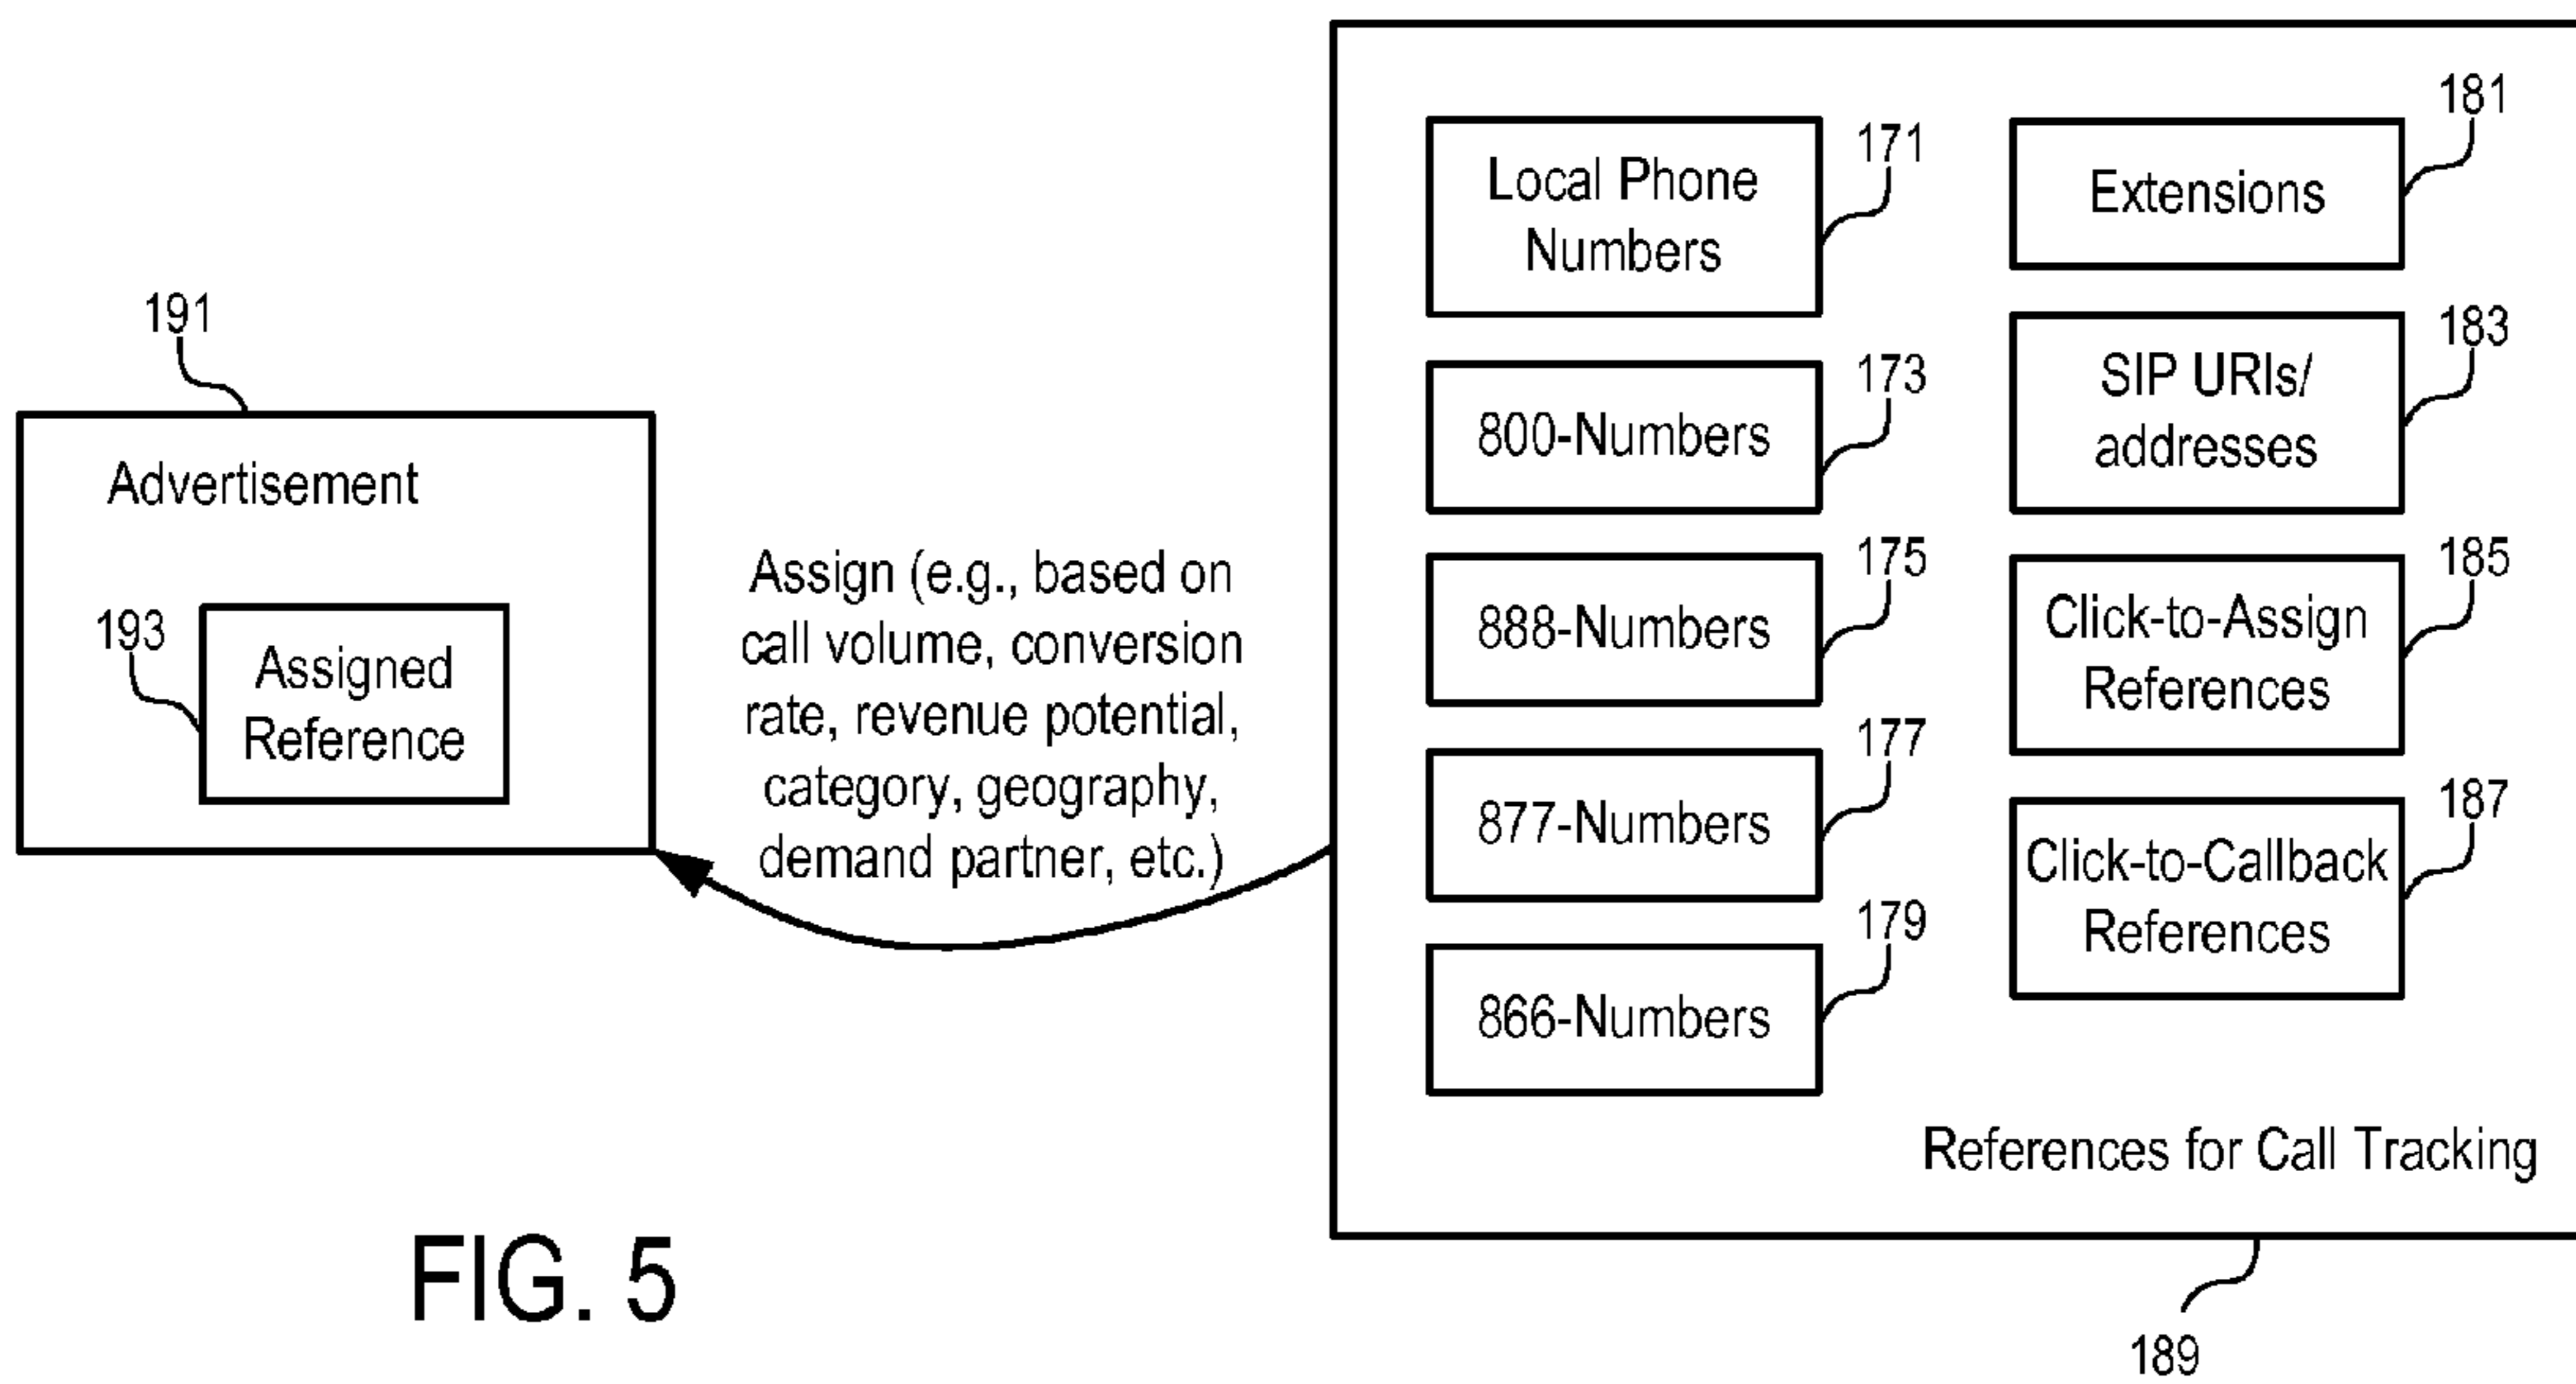 191
Advertisement
193
Assigned
Reference
Assign (e.g., based on
call volume, conversion
rate, revenue potential,
category, geography,
demand partner, etc.)
Local Phone
Numbers
171
800-Numbers
173
888-Numbers
175
877-Numbers
177
866-Numbers
179
Extensions
181
SIP URIs/
addresses
183
Click-to-Assign
References
185
Click-to-Callback
References
187
References for Call Tracking
189
FIG. 5